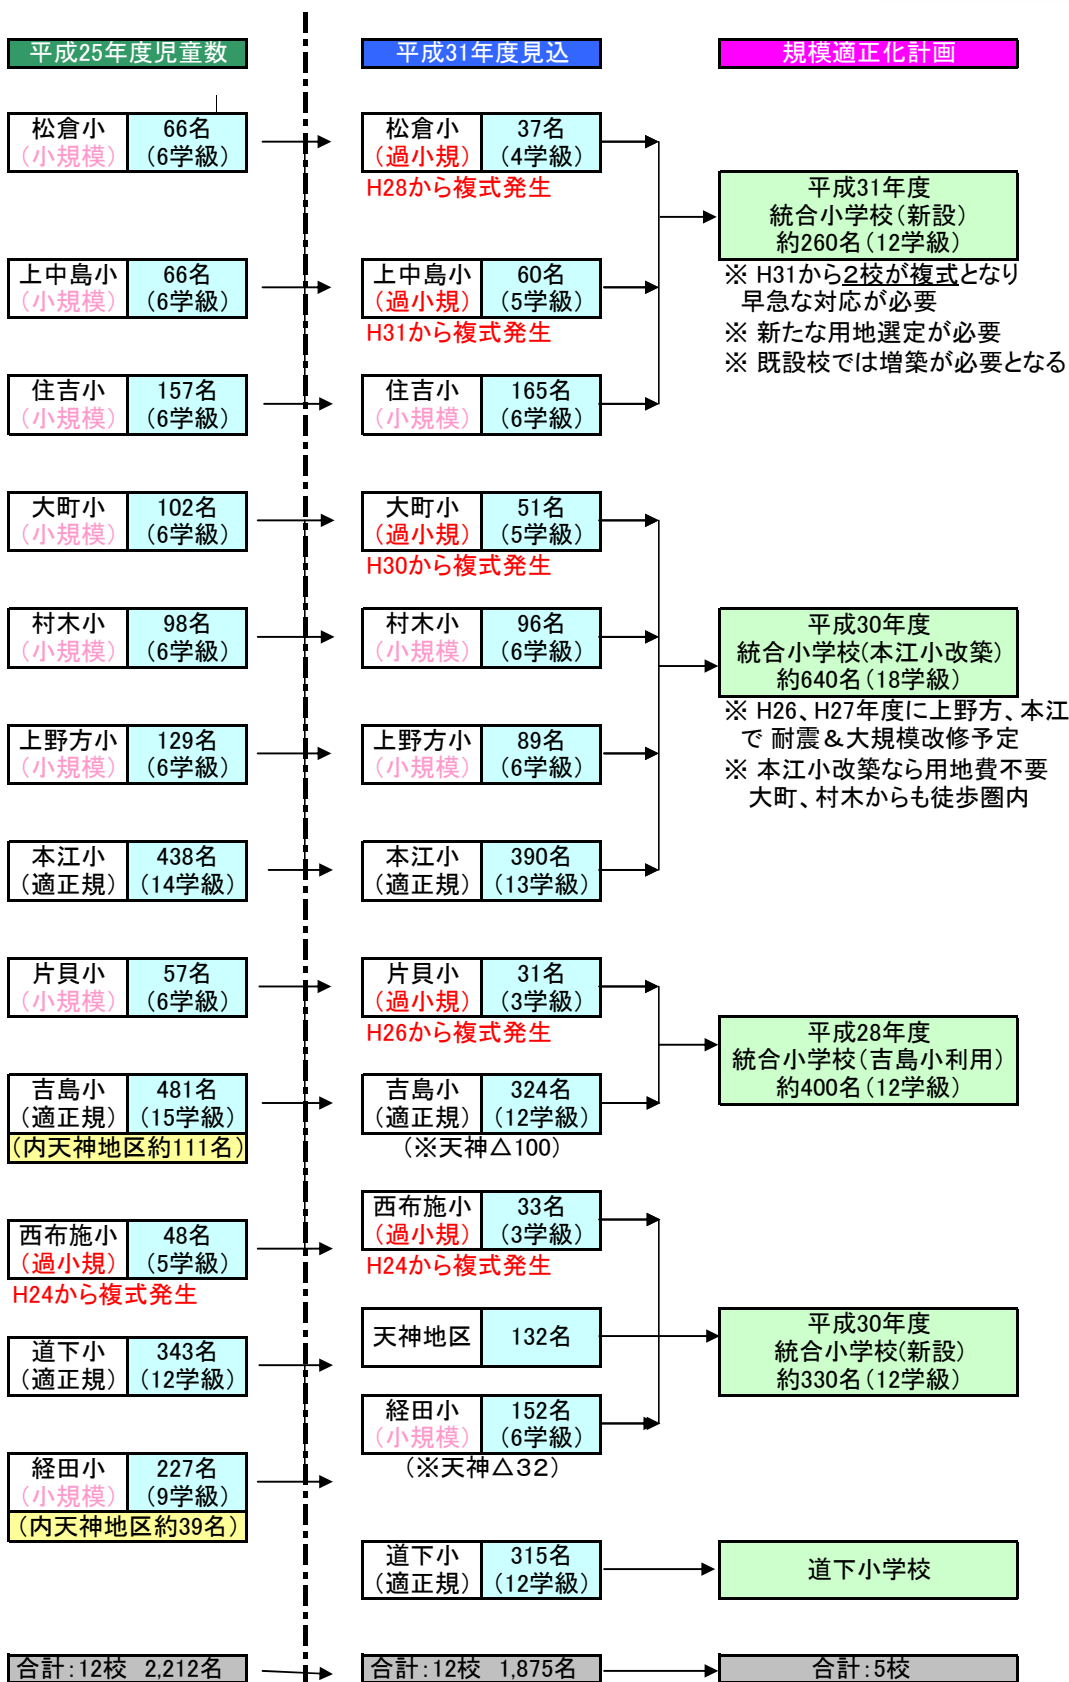 平成25年度児童数
平成31年度見込
規模適正化計画
松倉小 66名
(小規模) (6学級)
松倉小 37名
(過小規) (4学級)
H28から複式発生
平成31年度
統合小学校(新設)
約260名(12学級)
※ H31から2校が複式となり
早急な対応が必要
※ 新たな用地選定が必要
※ 既設校では増築が必要となる
上中島小 66名
(小規模) (6学級)
上中島小 60名
(過小規) (5学級)
H31から複式発生
住吉小 157名
(小規模) (6学級)
住吉小 165名
(小規模) (6学級)
大町小 102名
(小規模) (6学級)
大町小 51名
(過小規) (5学級)
H30から複式発生
村木小 98名
(小規模) (6学級)
村木小 96名
(小規模) (6学級)
平成30年度
統合小学校(本江小改築)
約640名(18学級)
※ H26、H27年度に上野方、本江
で 耐震&大規模改修予定
※ 本江小改築なら用地費不要
大町、村木からも徒歩圏内
上野方小 129名
(小規模) (6学級)
上野方小 89名
(小規模) (6学級)
本江小 438名
(適正規) (14学級)
本江小 390名
(適正規) (13学級)
片貝小 57名
(小規模) (6学級)
片貝小 31名
(過小規) (3学級)
H26から複式発生
平成28年度
統合小学校(吉島小利用)
約400名(12学級)
吉島小 481名
(適正規) (15学級)
(内天神地区約111名)
吉島小 324名
(適正規) (12学級)
(※天神△100)
西布施小 48名
(過小規) (5学級)
H24から複式発生
西布施小 33名
(過小規) (3学級)
H24から複式発生
天神地区 132名
平成30年度
統合小学校(新設)
約330名(12学級)
道下小 343名
(適正規) (12学級)
経田小 152名
(小規模) (6学級)
(※天神△32)
経田小 227名
(小規模) (9学級)
(内天神地区約39名)
道下小 315名
(適正規) (12学級)
道下小学校
合計:12校 2,212名
合計:12校 1,875名
合計:5校